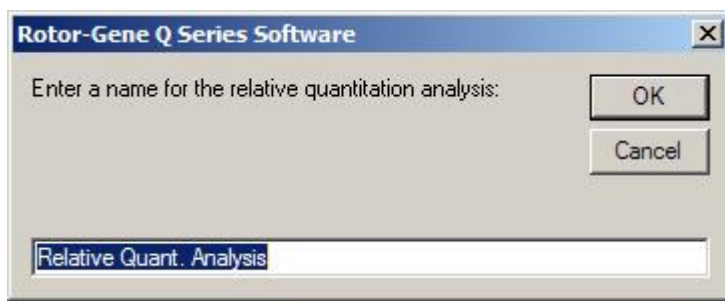 Rotor-Gene Q Series Software
Enter a name for the relative quantitation analysis:
OK
Cancel
Relative Quant. Analysis